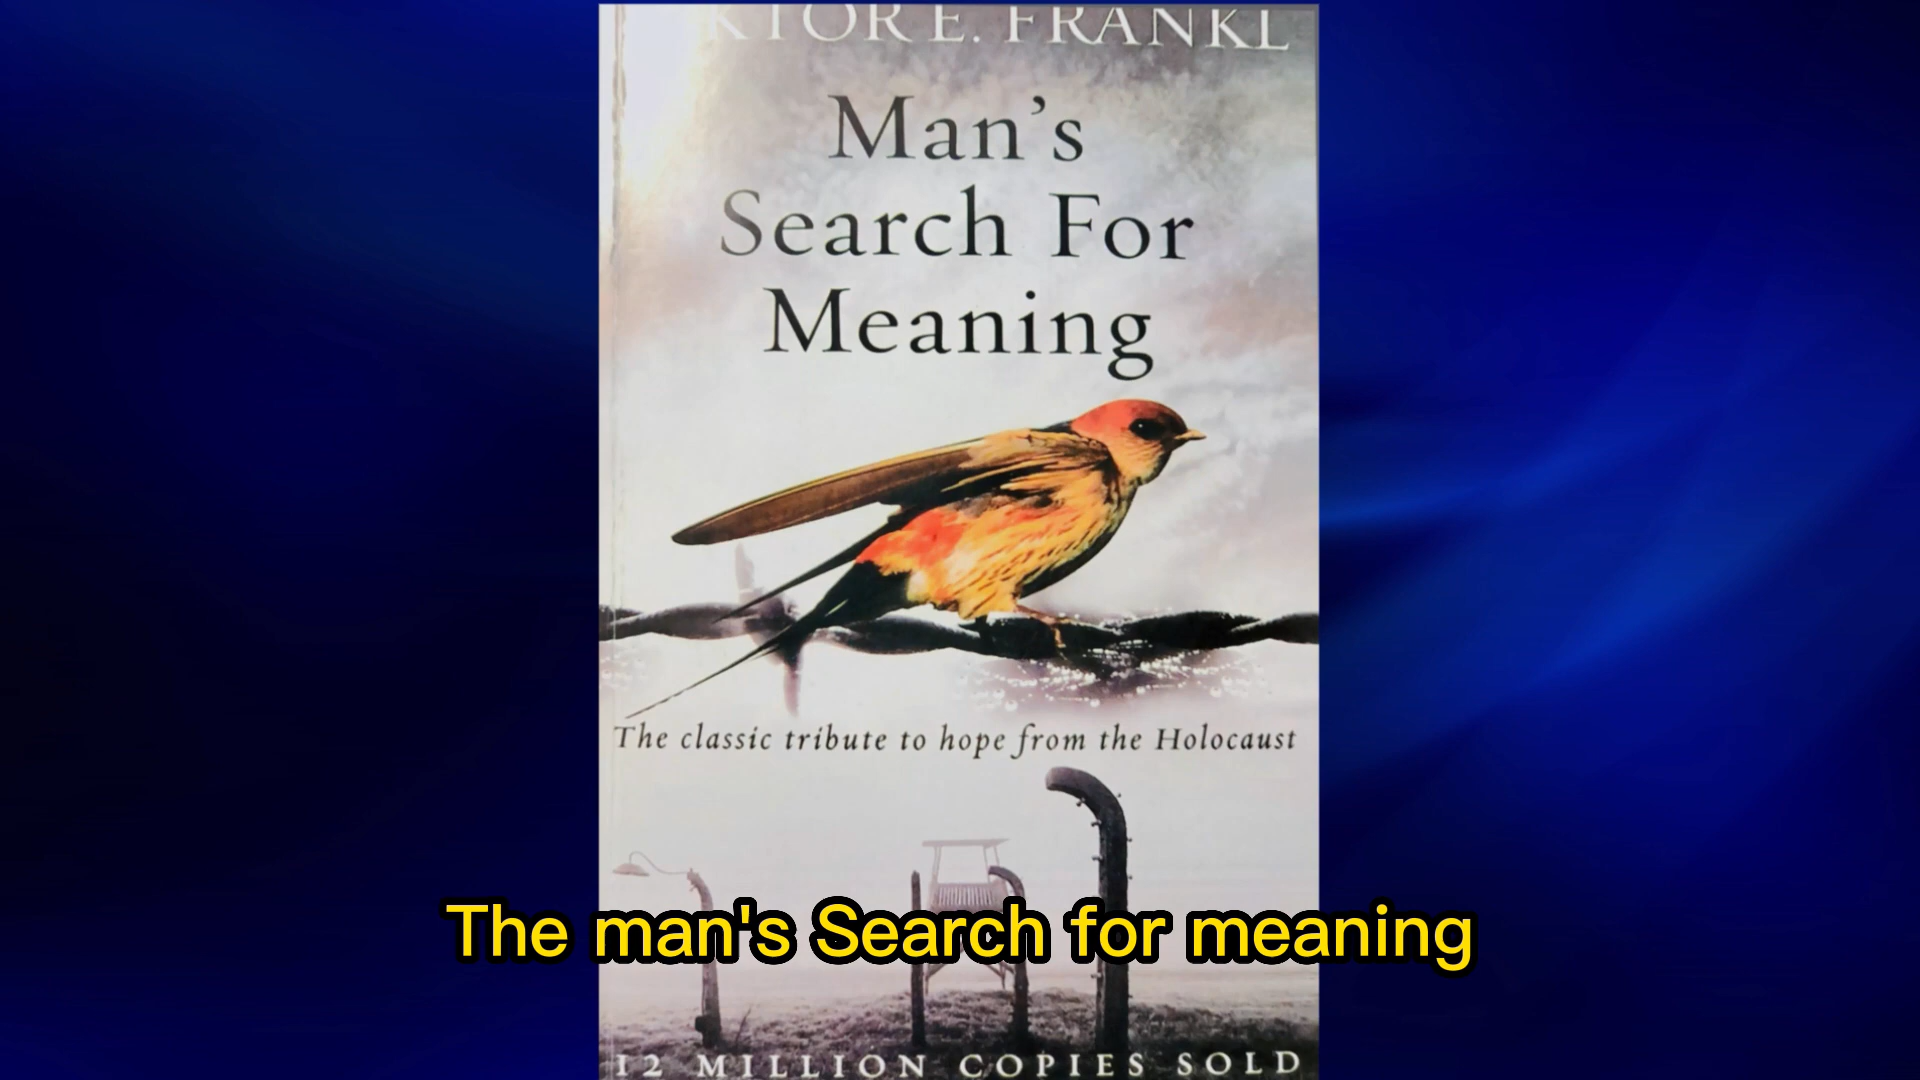 KTOR E. FRANKL
Man's
Search For
Meaning
The classic tribute to hope from the Holocaust
The man's Search for meaning
12 MILLION COPIES SOLD